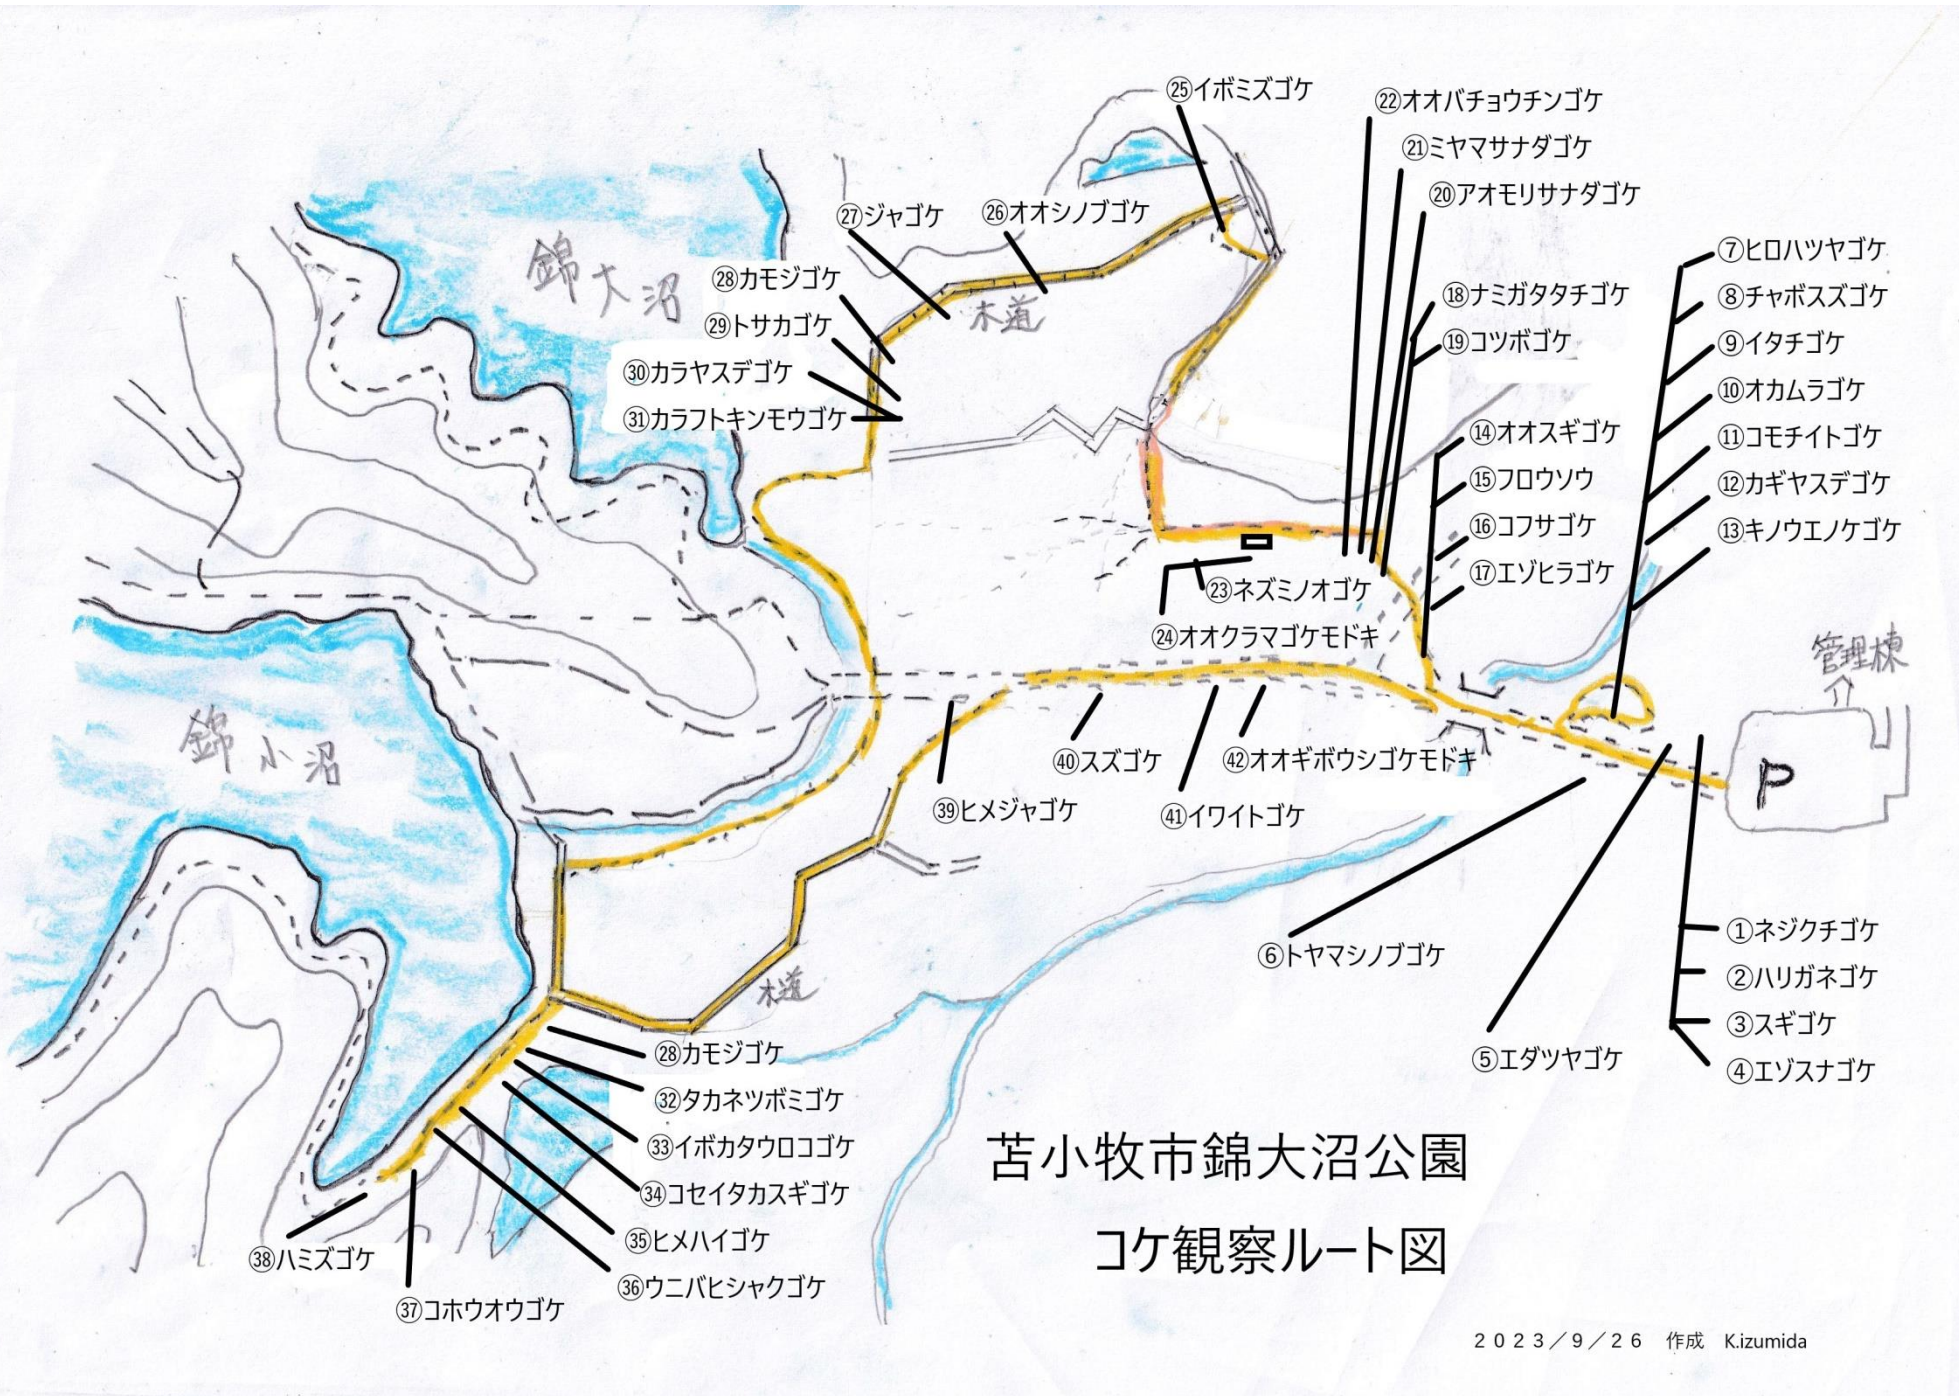 ㉕イボミズゴケ
㉒オオバチョウチンゴケ
㉑ミヤマサナダゴケ
⑳アオモリサナダゴケ
㉗ジャゴケ
㉖オオシノブゴケ
㉘カモジゴケ
㉙トサカゴケ
㉚カラヤスデゴケ
㉛カラフトキンモウゴケ
錦大沼
木道
⑱ナミガタタチゴケ
⑲コツボゴケ
⑦ヒロハツヤゴケ
⑧チャボスズゴケ
⑨イタチゴケ
⑩オカムラゴケ
⑪コモチイトゴケ
⑫カギヤスデゴケ
⑬キノウエノケゴケ
⑭オオスギゴケ
⑮フロウソウ
⑯コフサゴケ
⑰エゾヒラゴケ
㉓ネズミノオゴケ
㉔オオクラマゴケモドキ
管理棟
P
錦小沼
㊵スズゴケ
㊷オオギボウシゴケモドキ
㊴ヒメジャゴケ
㊶イワイトゴケ
⑥トヤマシノブゴケ
①ネジクチゴケ
②ハリガネゴケ
③スギゴケ
④エゾスナゴケ
⑤エダツヤゴケ
木道
㉘カモジゴケ
㉜タカネツボミゴケ
㉝イボカタウロコゴケ
㉞コセイタカスギゴケ
㉟ヒメハイゴケ
㊱ウニバヒシャクゴケ
㊳ハミズゴケ
㊲コホウオウゴケ
苫小牧市錦大沼公園
コケ観察ルート図
２０２３／９／２６　作成　K.izumida